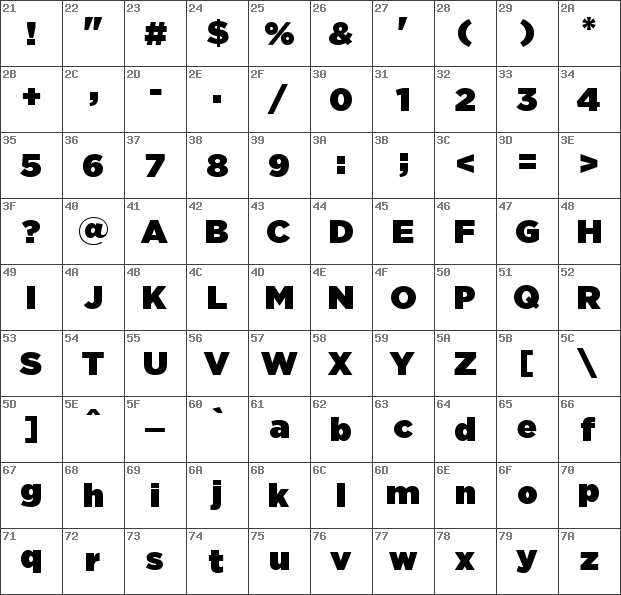 21 22 23 24 25 26 27 28 29 2A
! " # $ % & ' ( ) *
2B 2C 2D 2E 2F 30 31 32 33 34
+ , - . / 0 1 2 3 4
35 36 37 38 39 3A 3B 3C 3D 3E
5 6 7 8 9 : ; < = >
3F 40 41 42 43 44 45 46 47 48
? @ A B C D E F G H
49 4A 4B 4C 4D 4E 4F 50 51 52
I J K L M N O P Q R
53 54 55 56 57 58 59 5A 5B 5C
S T U V W X Y Z [ \
5D 5E 5F 60 61 62 63 64 65 66
] ^ _ ` a b c d e f
67 68 69 6A 6B 6C 6D 6E 6F 70
g h i j k l m n o p
71 72 73 74 75 76 77 78 79 7A
q r s t u v w x y z